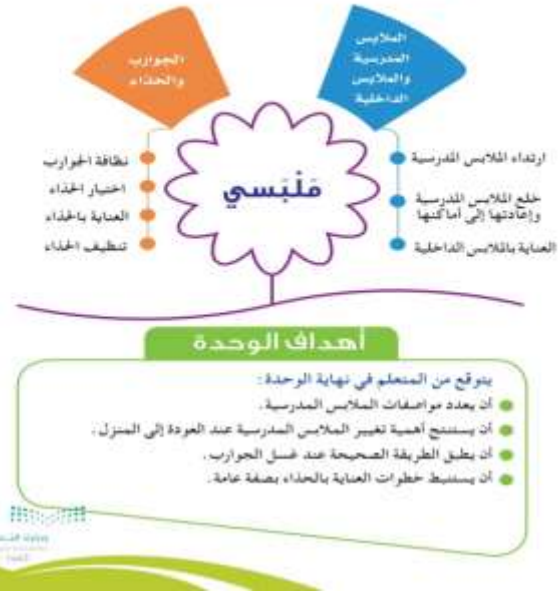 الملابس
المدرسية
والملابس
الداخلية
الجوارب
والحذاء
مَلْبَسي
ارتداء الملابس المدرسية
خلع الملابس المدرسية
وإعادتها إلى أماكنها
العناية بالملابس الداخلية
نظافة الجوارب
اختيار الحذاء
العناية بالحذاء
تنظيف الحذاء
أهداف الوحدة
يتوقع من المتعلم في نهاية الوحدة:
أن يعدد مواصفات الملابس المدرسية.
أن يستنتج أهمية تغيير الملابس المدرسية عند العودة إلى المنزل.
أن يطبق الطريقة الصحيحة عند غسل الجوارب.
أن يستنبط خطوات العناية بالحذاء بصفة عامة.